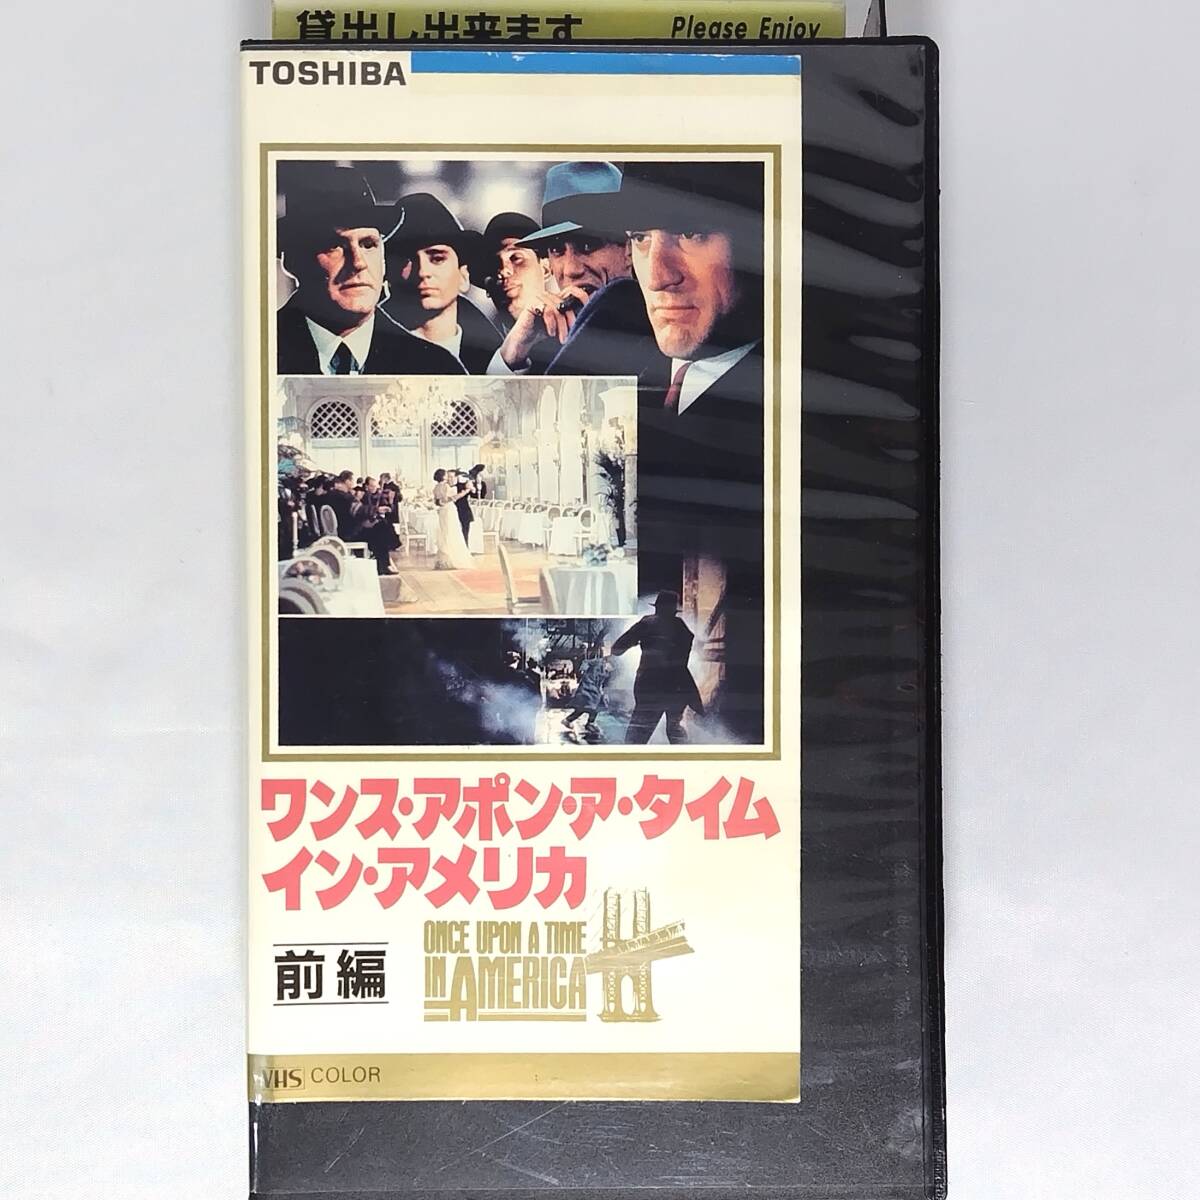 貸出し出来ます
Please Enjoy
TOSHIBA
ワンス・アポン・ア・タイム
イン・アメリカ
前編
ONCE UPON A TIME
IN AMERICA
VHS COLOR